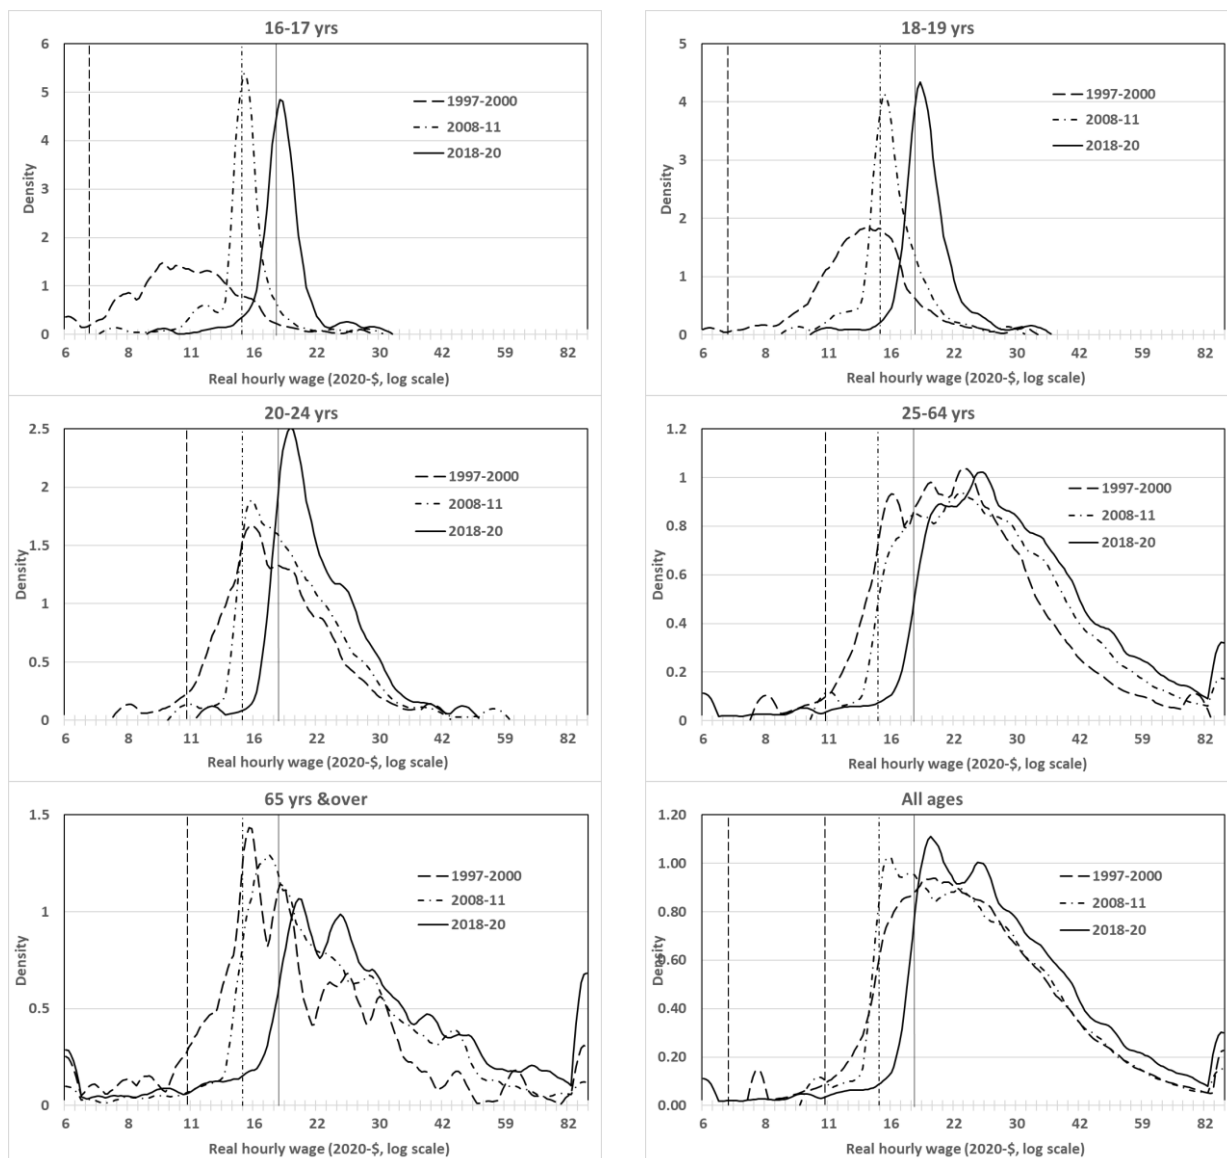 16-17 yrs
6
5
4
3
2
1
0
Density
1997-2000
2008-11
2018-20
6 8 11 16 22 30 42 59 82
Real hourly wage (2020-$, log scale)
18-19 yrs
5
4
3
2
1
0
Density
1997-2000
2008-11
2018-20
6 8 11 16 22 30 42 59 82
Real hourly wage (2020-$, log scale)
20-24 yrs
2.5
2
1.5
1
0.5
0
Density
1997-2000
2008-11
2018-20
6 8 11 16 22 30 42 59 82
Real hourly wage (2020-$, log scale)
25-64 yrs
1.2
1
0.8
0.6
0.4
0.2
0
Density
1997-2000
2008-11
2018-20
6 8 11 16 22 30 42 59 82
Real hourly wage (2020-$, log scale)
65 yrs &over
1.5
1
0.5
0
Density
1997-2000
2008-11
2018-20
6 8 11 16 22 30 42 59 82
Real hourly wage (2020-$, log scale)
All ages
1.20
1.00
0.80
0.60
0.40
0.20
0.00
Density
1997-2000
2008-11
2018-20
6 8 11 16 22 30 42 59 82
Real hourly wage (2020-$, log scale)